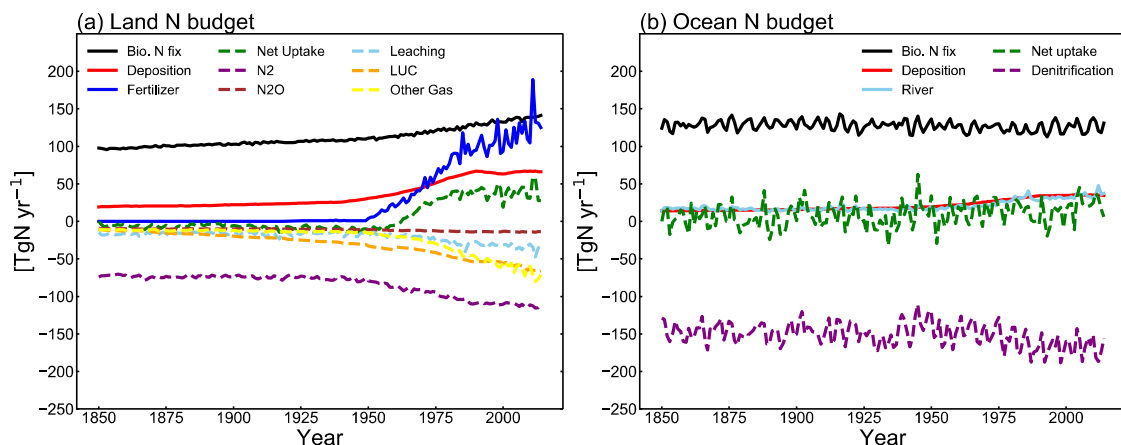 (a) Land N budget
Bio. N fix
Deposition
Fertilizer
Net Uptake
N2
N2O
Leaching
LUC
Other Gas
[TgN yr−1]
200
150
100
50
0
−50
−100
−150
−200
−250
1850
1875
1900
1925
1950
1975
2000
Year
(b) Ocean N budget
Bio. N fix
Deposition
River
Net uptake
Denitrification
[TgN yr−1]
200
150
100
50
0
−50
−100
−150
−200
−250
1850
1875
1900
1925
1950
1975
2000
Year